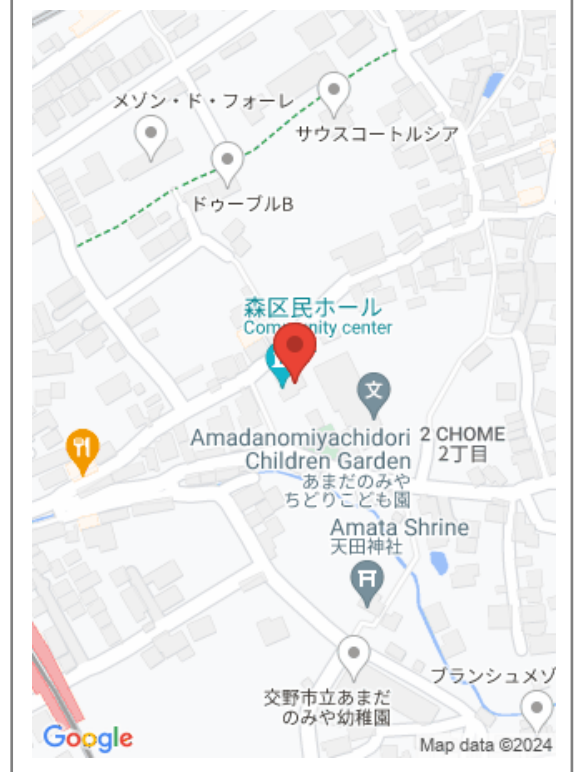 メゾン・ド・フォーレ
サウスコートルシア
ドゥーブルB
森区民ホール
Community center
文
Amadanomiyachidori
Children Garden
あまだのみや
ちどりこども園
2 CHOME
2丁目
Amata Shrine
天田神社
ブランシュメゾ
交野市立あまだ
のみや幼稚園
Google
Map data ©2024